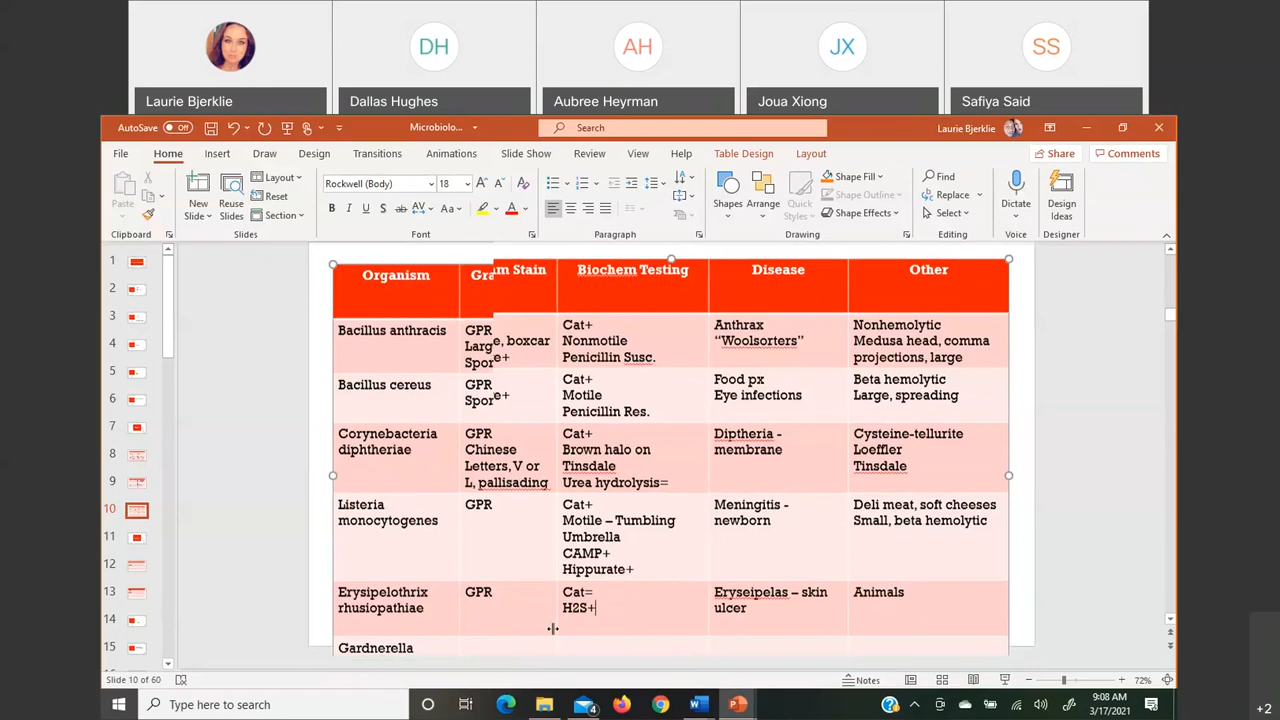 DH
AH
JX
SS
Laurie Bjerklie
Dallas Hughes
Aubree Heyrman
Joua Xiong
Safiya Said
AutoSave Off
Microbiolo...
Search
Laurie Bjerklie
File Home Insert Draw Design Transitions Animations Slide Show Review View Help Table Design Layout
Share
Comments
Paste
New
Slide
Reuse
Slides
Layout
Reset
Section
Rockwell (Body)
18
A A A
B I U S ab AV Aa A
Shapes
Arrange
Quick
Styles
Shape Fill
Shape Outline
Shape Effects
Find
Replace
Select
Dictate
Design
Ideas
Clipboard
Slides
Font
Paragraph
Drawing
Editing
Voice
Designer
1
2
3
4
5
6
7
8
9
10
11
12
13
14
15
Organism
Gram Stain
Biochem Testing
Disease
Other
Bacillus anthracis
GPR
Large, boxcar
Spore+
Cat+
Nonmotile
Penicillin Susc.
Anthrax
“Woolsorters”
Nonhemolytic
Medusa head, comma
projections, large
Bacillus cereus
GPR
Spore+
Cat+
Motile
Penicillin Res.
Food px
Eye infections
Beta hemolytic
Large, spreading
Corynebacteria
diphtheriae
GPR
Chinese
Letters, V or
L, pallisading
Cat+
Brown halo on
Tinsdale
Urea hydrolysis=
Diptheria -
membrane
Cysteine-tellurite
Loeffler
Tinsdale
Listeria
monocytogenes
GPR
Cat+
Motile – Tumbling
Umbrella
CAMP+
Hippurate+
Meningitis -
newborn
Deli meat, soft cheeses
Small, beta hemolytic
Erysipelothrix
rhusiopathiae
GPR
Cat=
H2S+
Eryseipelas – skin
ulcer
Animals
Gardnerella
Slide 10 of 60
Notes
72%
Type here to search
4
9:08 AM
3/17/2021
+2